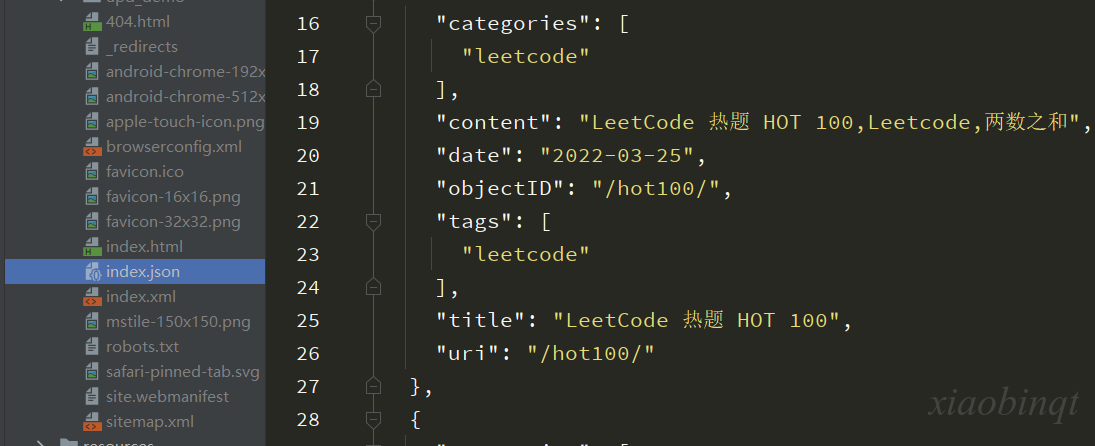 404.html
_redirects
android-chrome-192x
android-chrome-512x
apple-touch-icon.png
browserconfig.xml
favicon.ico
favicon-16x16.png
favicon-32x32.png
index.html
index.json
index.xml
mstile-150x150.png
robots.txt
safari-pinned-tab.svg
site.webmanifest
sitemap.xml
16 "categories": [
17 "leetcode"
18 ],
19 "content": "LeetCode 热题 HOT 100,Leetcode,两数之和",
20 "date": "2022-03-25",
21 "objectID": "/hot100/",
22 "tags": [
23 "leetcode"
24 ],
25 "title": "LeetCode 热题 HOT 100",
26 "uri": "/hot100/"
27 },
28 {
xiaobinqt